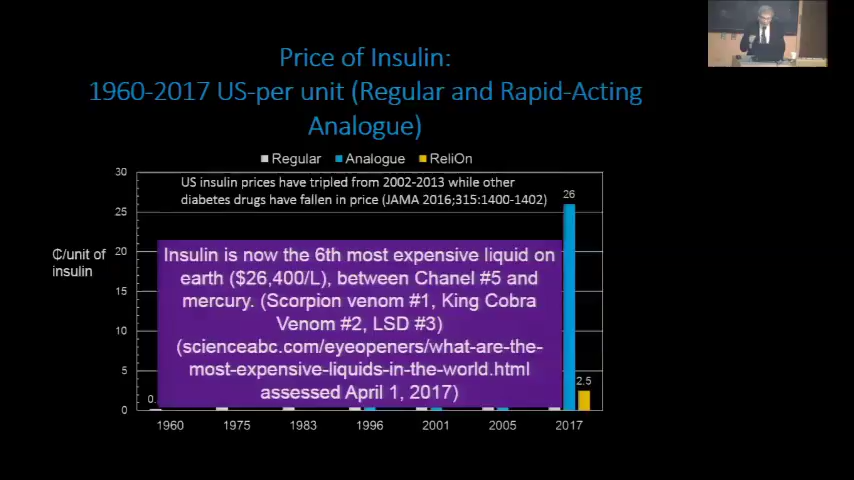 Price of Insulin:
1960-2017 US-per unit (Regular and Rapid-Acting
Analogue)
Regular Analogue ReliOn
US insulin prices have tripled from 2002-2013 while other
diabetes drugs have fallen in price (JAMA 2016;315:1400-1402)
30
25
20
15
10
5
0
₵/unit of
insulin
Insulin is now the 6th most expensive liquid on
earth ($26,400/L), between Chanel #5 and
mercury. (Scorpion venom #1, King Cobra
Venom #2, LSD #3)
(scienceabc.com/eyeopeners/what-are-the-
most-expensive-liquids-in-the-world.html
assessed April 1, 2017)
26
2.5
0.
1960 1975 1983 1996 2001 2005 2017